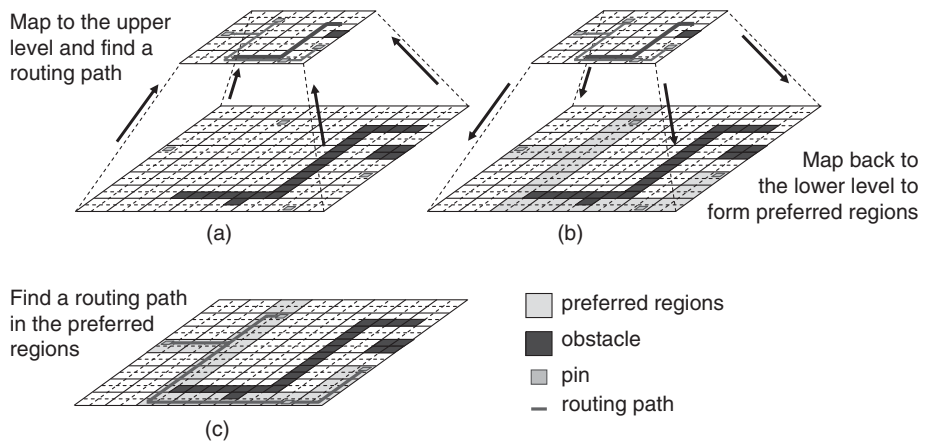 Map to the upper
level and find a
routing path
(a)
(b)
Map back to
the lower level to
form preferred regions
Find a routing path
in the preferred
regions
(c)
preferred regions
obstacle
pin
routing path